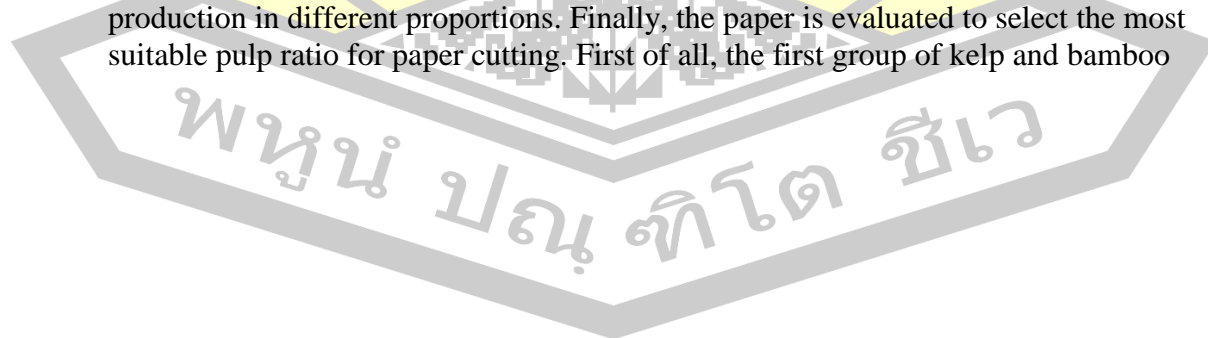 production in different proportions. Finally, the paper is evaluated to select the most
suitable pulp ratio for paper cutting. First of all, the first group of kelp and bamboo
พหูนํ ปณฺฑิโต ชีเว